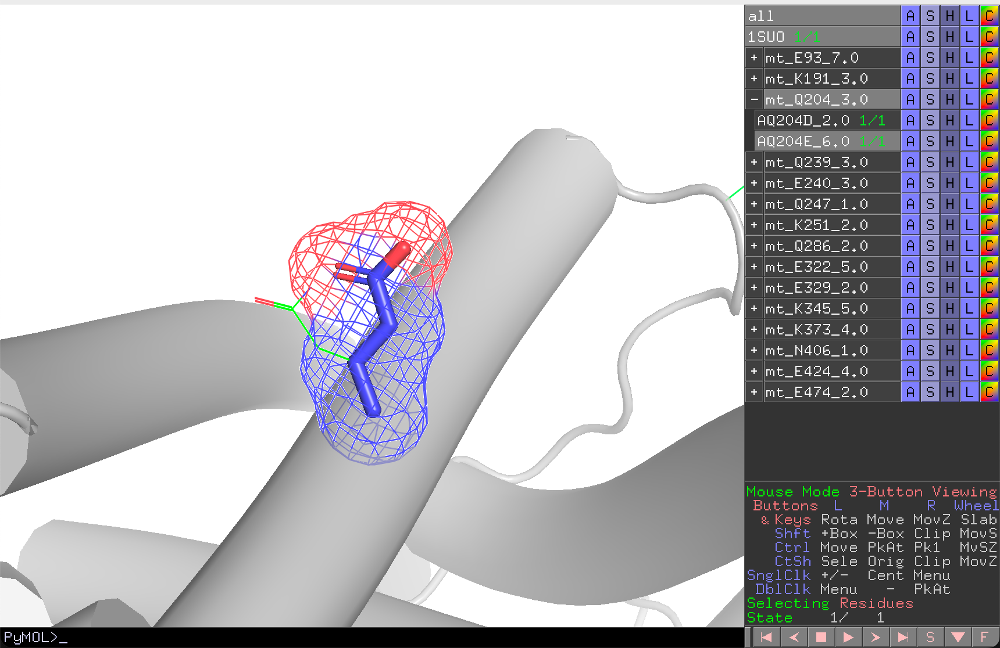 all A S H L C
1SUO 1/1 A S H L C
+ mt_E93_7.0 A S H L C
+ mt_K191_3.0 A S H L C
- mt_Q204_3.0 A S H L C
AQ204D_2.0 1/1 A S H L C
AQ204E_6.0 1/1 A S H L C
+ mt_Q239_3.0 A S H L C
+ mt_E240_3.0 A S H L C
+ mt_Q247_1.0 A S H L C
+ mt_K251_2.0 A S H L C
+ mt_Q286_2.0 A S H L C
+ mt_E322_5.0 A S H L C
+ mt_E329_2.0 A S H L C
+ mt_K345_5.0 A S H L C
+ mt_K373_4.0 A S H L C
+ mt_N406_1.0 A S H L C
+ mt_E424_4.0 A S H L C
+ mt_E474_2.0 A S H L C
Mouse Mode 3-Button Viewing
Buttons L M R Wheel
& Keys Rota Move MovZ Slab
Shft +Box -Box Clip MovS
Ctrl Move PkAt Pk1 MvSZ
CtSh Sele Orig Clip MovZ
SnglClk +/- Cent Menu
DblClk Menu - PkAt
Selecting Residues
State 1/ 1
PyMOL>_ S F